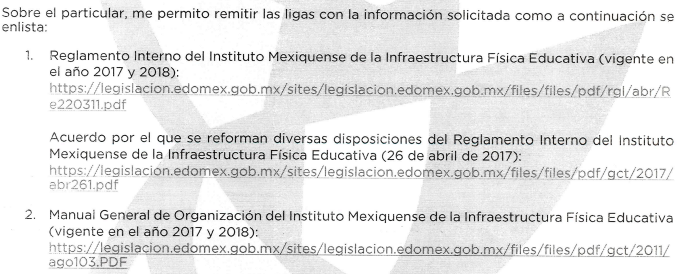 Sobre el particular, me permito remitir las ligas con la información solicitada como a continuación se
enlista:
1. Reglamento Interno del Instituto Mexiquense de la Infraestructura Física Educativa (vigente en
el año 2017 y 2018):
https://legislacion.edomex.gob.mx/sites/legislacion.edomex.gob.mx/files/files/pdf/rgl/abr/R
e220311.pdf
Acuerdo por el que se reforman diversas disposiciones del Reglamento Interno del Instituto
Mexiquense de la Infraestructura Física Educativa (26 de abril de 2017):
https://legislacion.edomex.gob.mx/sites/legislacion.edomex.gob.mx/files/files/pdf/gct/2017/
abr261.pdf
2. Manual General de Organización del Instituto Mexiquense de la Infraestructura Física Educativa
(vigente en el año 2017 y 2018):
https://legislacion.edomex.gob.mx/sites/legislacion.edomex.gob.mx/files/files/pdf/gct/2011/
ago103.PDF